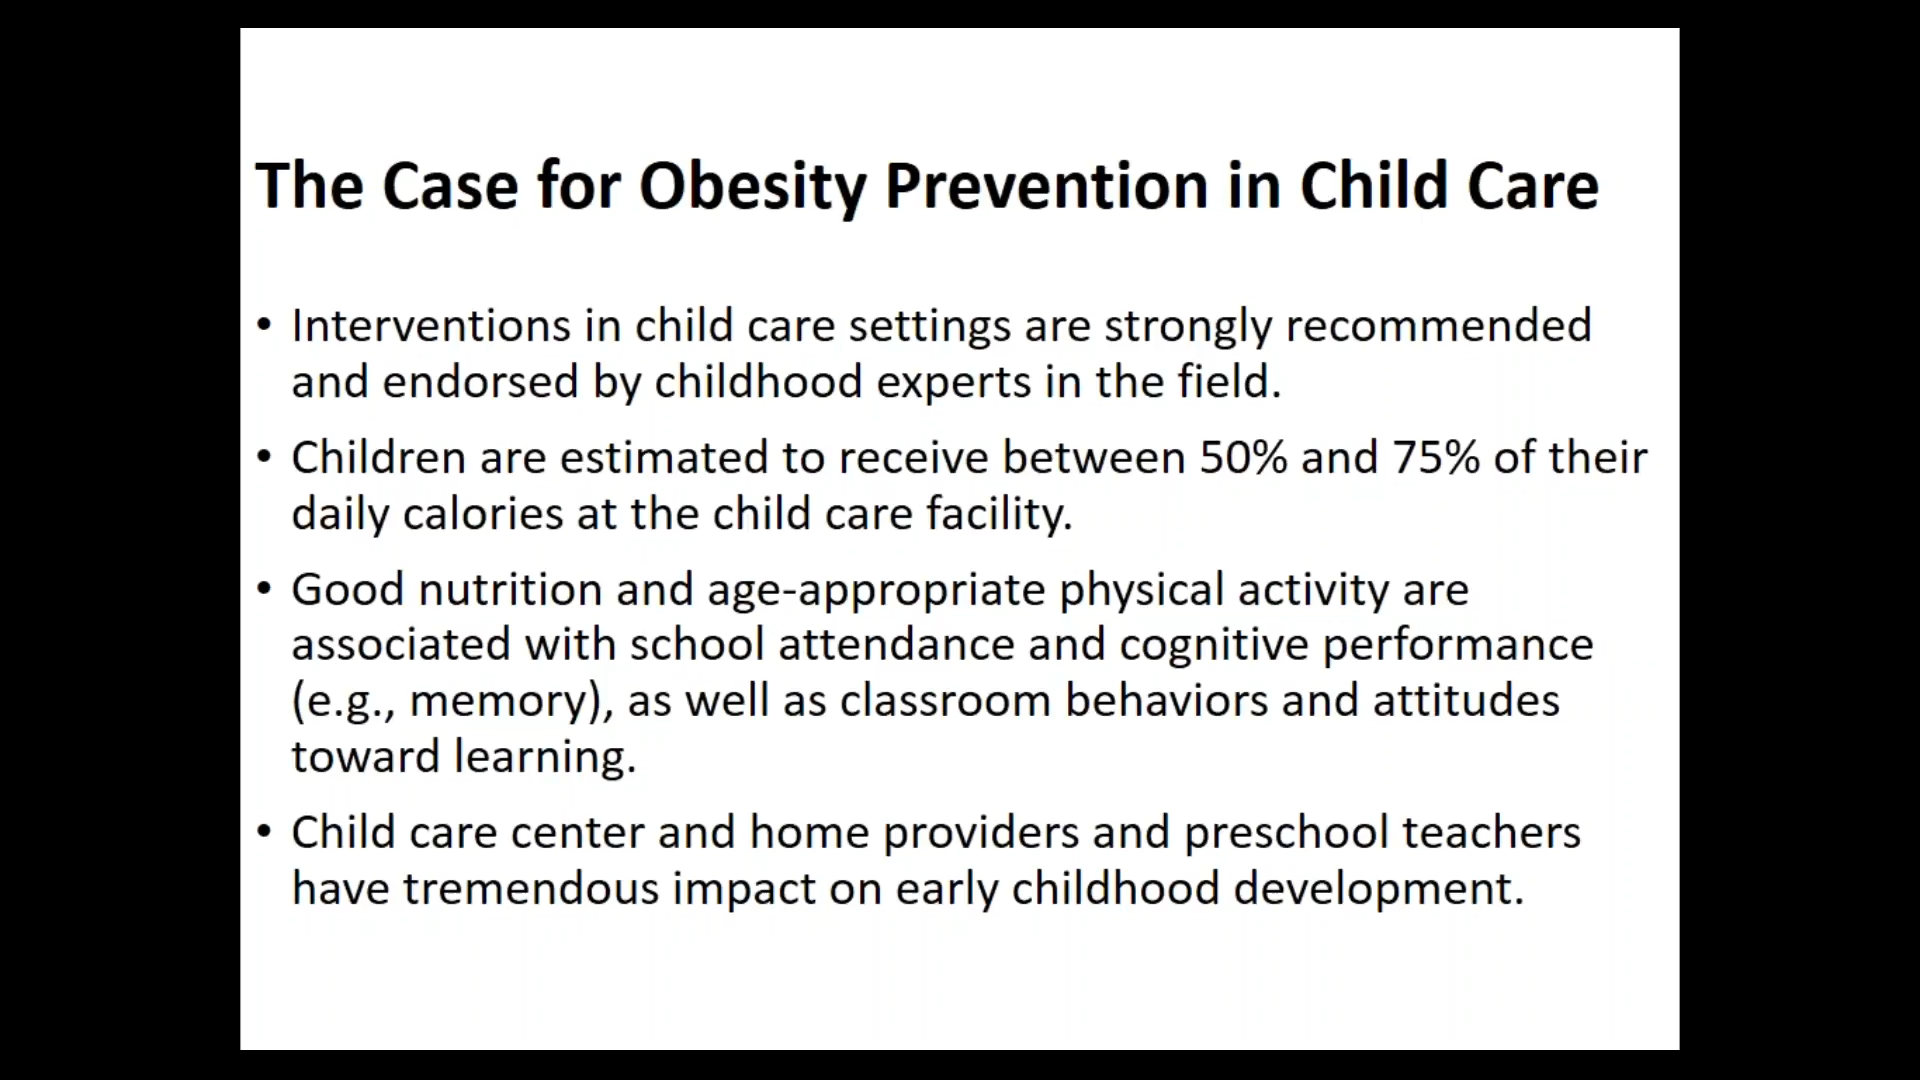 The Case for Obesity Prevention in Child Care
• Interventions in child care settings are strongly recommended
and endorsed by childhood experts in the field.
• Children are estimated to receive between 50% and 75% of their
daily calories at the child care facility.
• Good nutrition and age-appropriate physical activity are
associated with school attendance and cognitive performance
(e.g., memory), as well as classroom behaviors and attitudes
toward learning.
• Child care center and home providers and preschool teachers
have tremendous impact on early childhood development.